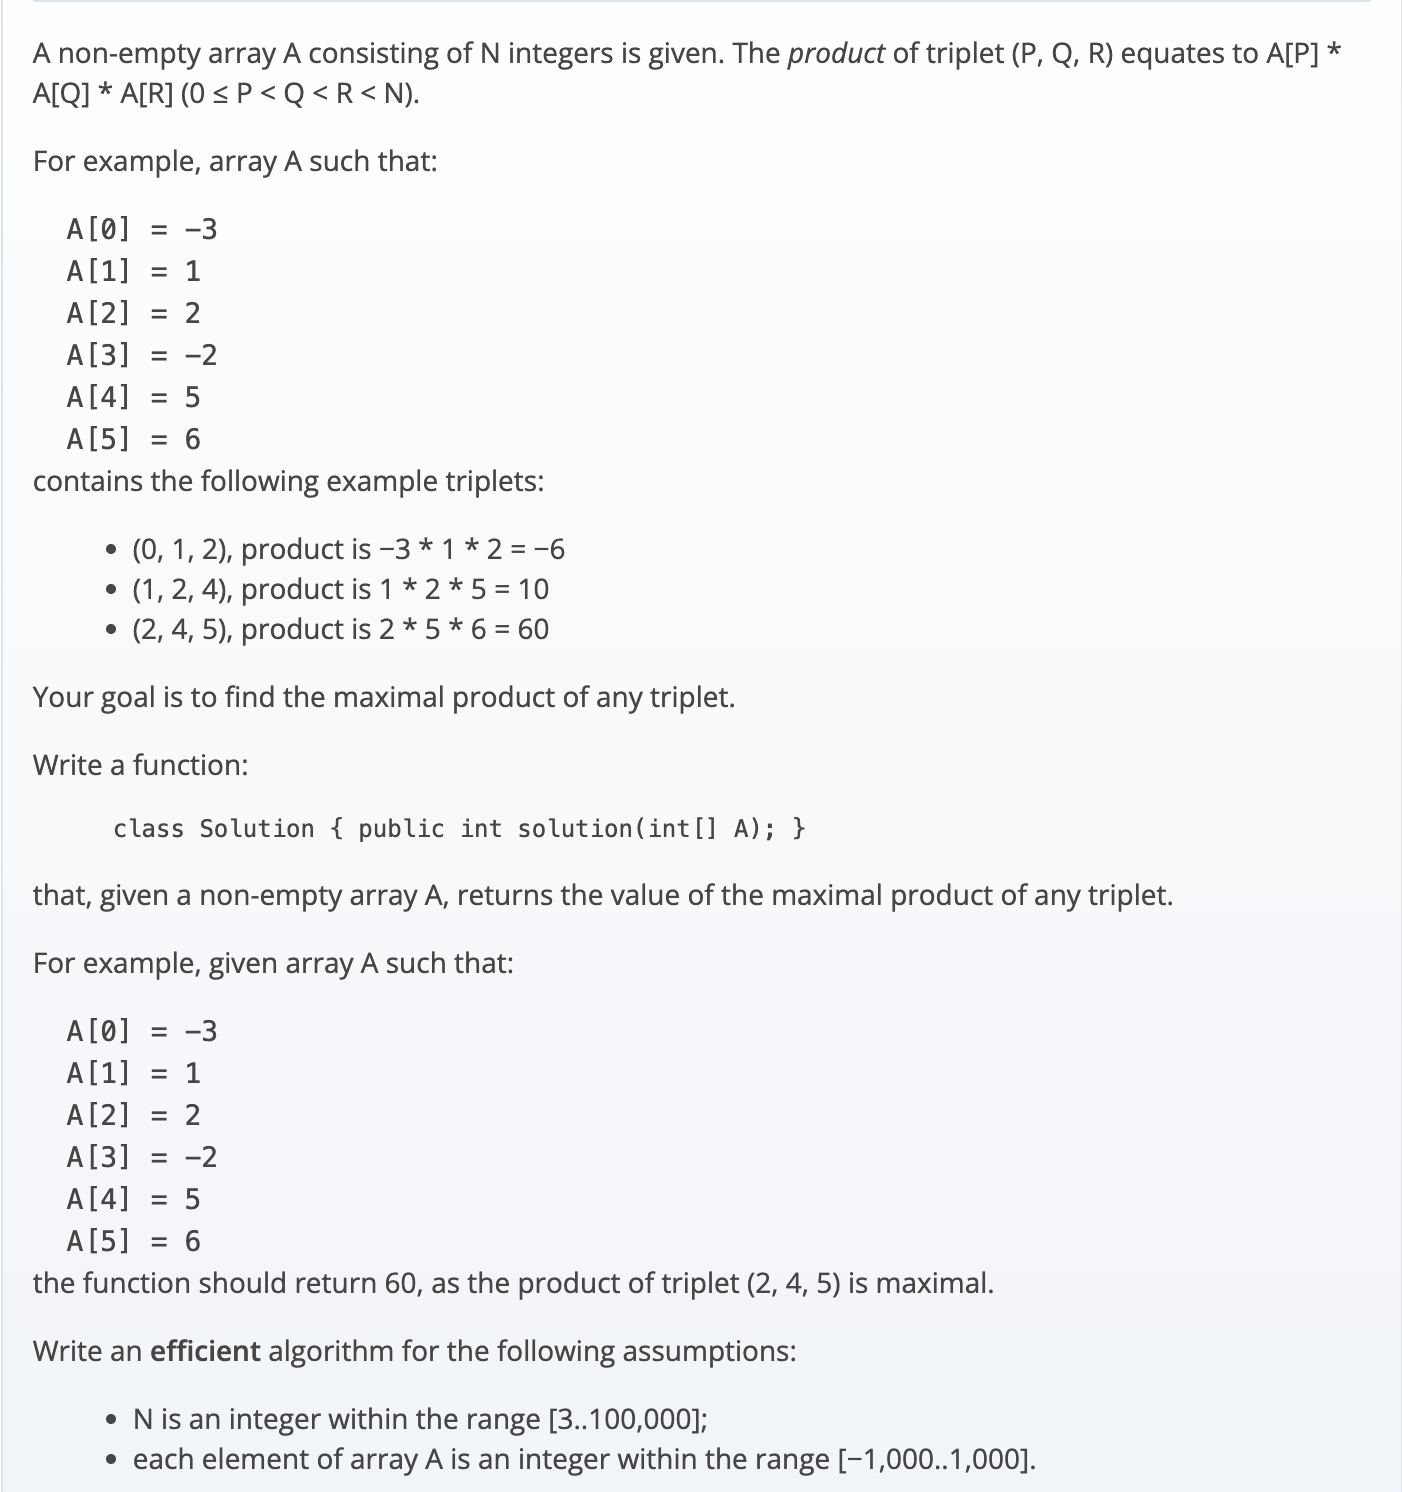 A non-empty array A consisting of N integers is given. The product of triplet (P, Q, R) equates to A[P] *
A[Q] * A[R] (0 ≤ P < Q < R < N).
For example, array A such that:
A[0] = −3
A[1] = 1
A[2] = 2
A[3] = −2
A[4] = 5
A[5] = 6
contains the following example triplets:
• (0, 1, 2), product is −3 * 1 * 2 = −6
• (1, 2, 4), product is 1 * 2 * 5 = 10
• (2, 4, 5), product is 2 * 5 * 6 = 60
Your goal is to find the maximal product of any triplet.
Write a function:
class Solution { public int solution(int[] A); }
that, given a non-empty array A, returns the value of the maximal product of any triplet.
For example, given array A such that:
A[0] = −3
A[1] = 1
A[2] = 2
A[3] = −2
A[4] = 5
A[5] = 6
the function should return 60, as the product of triplet (2, 4, 5) is maximal.
Write an efficient algorithm for the following assumptions:
• N is an integer within the range [3..100,000];
• each element of array A is an integer within the range [−1,000..1,000].